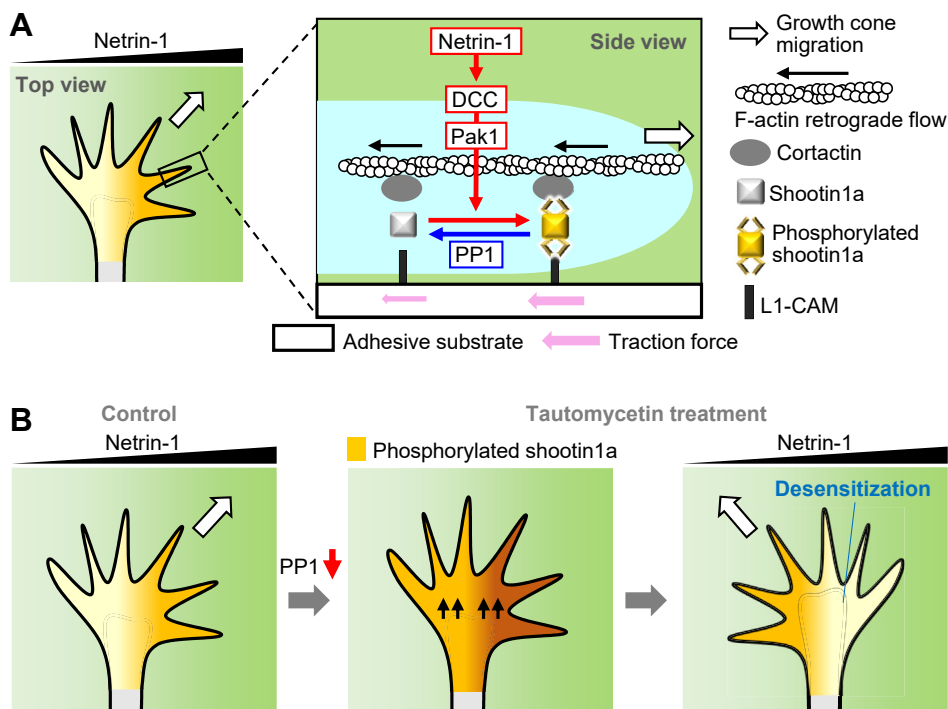 A
Netrin-1
Top view
Netrin-1
Side view
DCC
Pak1
PP1
Growth cone
migration
F-actin retrograde flow
Cortactin
Shootin1a
Phosphorylated
shootin1a
L1-CAM
Adhesive substrate
Traction force
B
Control
Tautomycetin treatment
Netrin-1
Phosphorylated shootin1a
Netrin-1
Desensitization
PP1